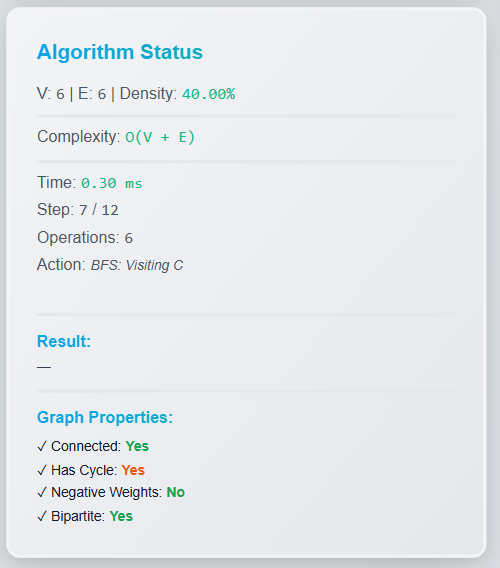 Algorithm Status
V: 6 | E: 6 | Density: 40.00%
Complexity: O(V + E)
Time: 0.30 ms
Step: 7 / 12
Operations: 6
Action: BFS: Visiting C
Result:
—
Graph Properties:
✓ Connected: Yes
✓ Has Cycle: Yes
✓ Negative Weights: No
✓ Bipartite: Yes